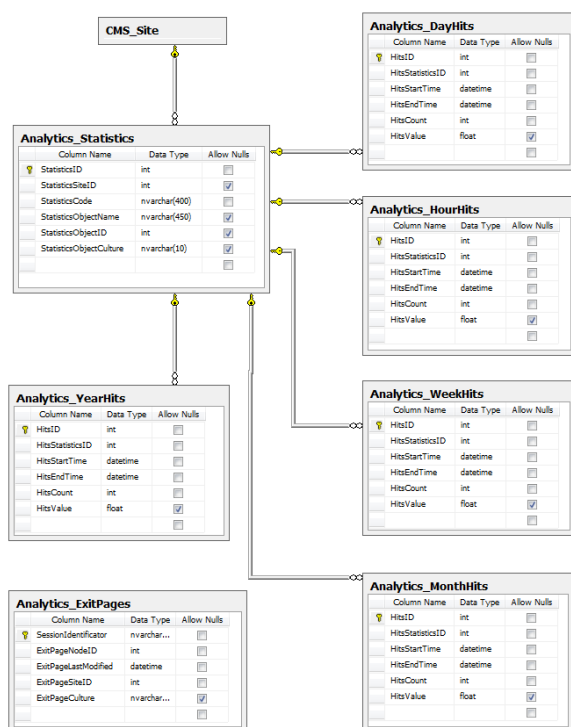 CMS_Site
Analytics_DayHits
Column Name Data Type Allow Nulls
HitsID int
HitsStatisticsID int
HitsStartTime datetime
HitsEndTime datetime
HitsCount int
HitsValue float
Analytics_Statistics
Column Name Data Type Allow Nulls
StatisticsID int
StatisticsSiteID int
StatisticsCode nvarchar(400)
StatisticsObjectName nvarchar(450)
StatisticsObjectID int
StatisticsObjectCulture nvarchar(10)
Analytics_HourHits
Column Name Data Type Allow Nulls
HitsID int
HitsStatisticsID int
HitsStartTime datetime
HitsEndTime datetime
HitsCount int
HitsValue float
Analytics_YearHits
Column Name Data Type Allow Nulls
HitsID int
HitsStatisticsID int
HitsStartTime datetime
HitsEndTime datetime
HitsCount int
HitsValue float
Analytics_WeekHits
Column Name Data Type Allow Nulls
HitsID int
HitsStatisticsID int
HitsStartTime datetime
HitsEndTime datetime
HitsCount int
HitsValue float
Analytics_ExitPages
Column Name Data Type Allow Nulls
SessionIdentificator nvarchar...
ExitPageNodeID int
ExitPageLastModified datetime
ExitPageSiteID int
ExitPageCulture nvarchar...
Analytics_MonthHits
Column Name Data Type Allow Nulls
HitsID int
HitsStatisticsID int
HitsStartTime datetime
HitsEndTime datetime
HitsCount int
HitsValue float